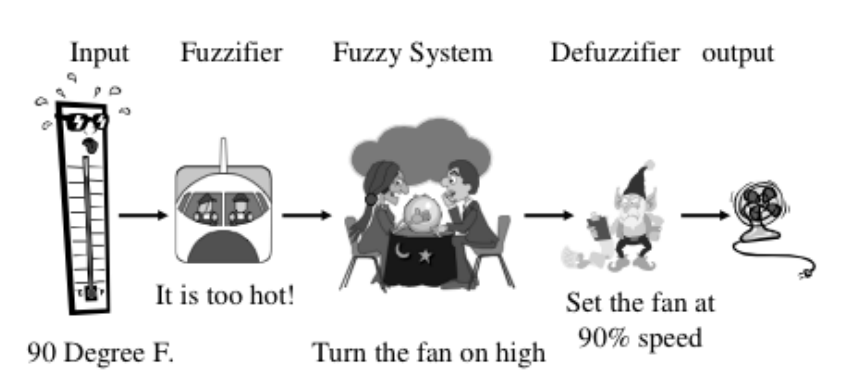 Input
Fuzzifier
Fuzzy System
Defuzzifier
output
It is too hot!
Set the fan at
90% speed
90 Degree F.
Turn the fan on high